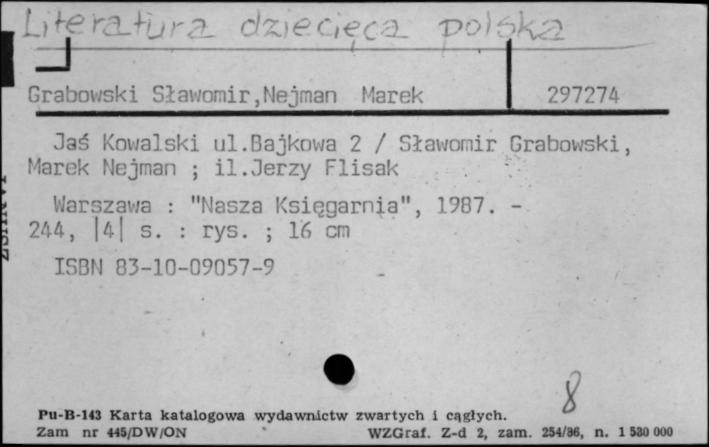 Literatura dziecięca polska
Grabowski Sławomir,Nejman Marek 297274
Jaś Kowalski ul.Bajkowa 2 / Sławomir Grabowski,
Marek Nejman ; il.Jerzy Flisak
Warszawa : "Nasza Księgarnia", 1987. -
244, |4| s. : rys. ; 16 cm
ISBN 83-10-09057-9
8
Pu-B-143 Karta katalogowa wydawnictw zwartych i cągłych.
Zam nr 445/DW/ON WZGraf. Z-d 2, zam. 254/86, n. 1 530 000